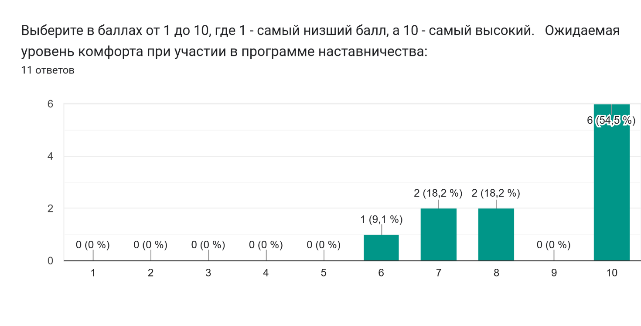 Выберите в баллах от 1 до 10, где 1 - самый низший балл, а 10 - самый высокий. Ожидаемая
уровень комфорта при участии в программе наставничества:
11 ответов
6
4
2
0
0 (0 %)
0 (0 %)
0 (0 %)
0 (0 %)
0 (0 %)
1 (9,1 %)
2 (18,2 %)
2 (18,2 %)
0 (0 %)
6 (54,5 %)
1 2 3 4 5 6 7 8 9 10